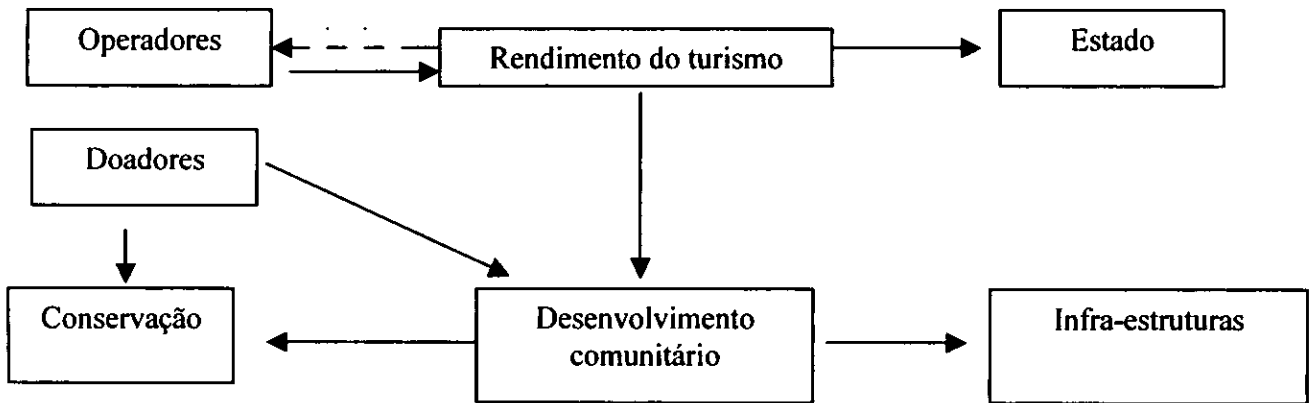 Operadores
Rendimento do turismo
Estado
Doadores
Conservação
Desenvolvimento
comunitário
Infra-estruturas